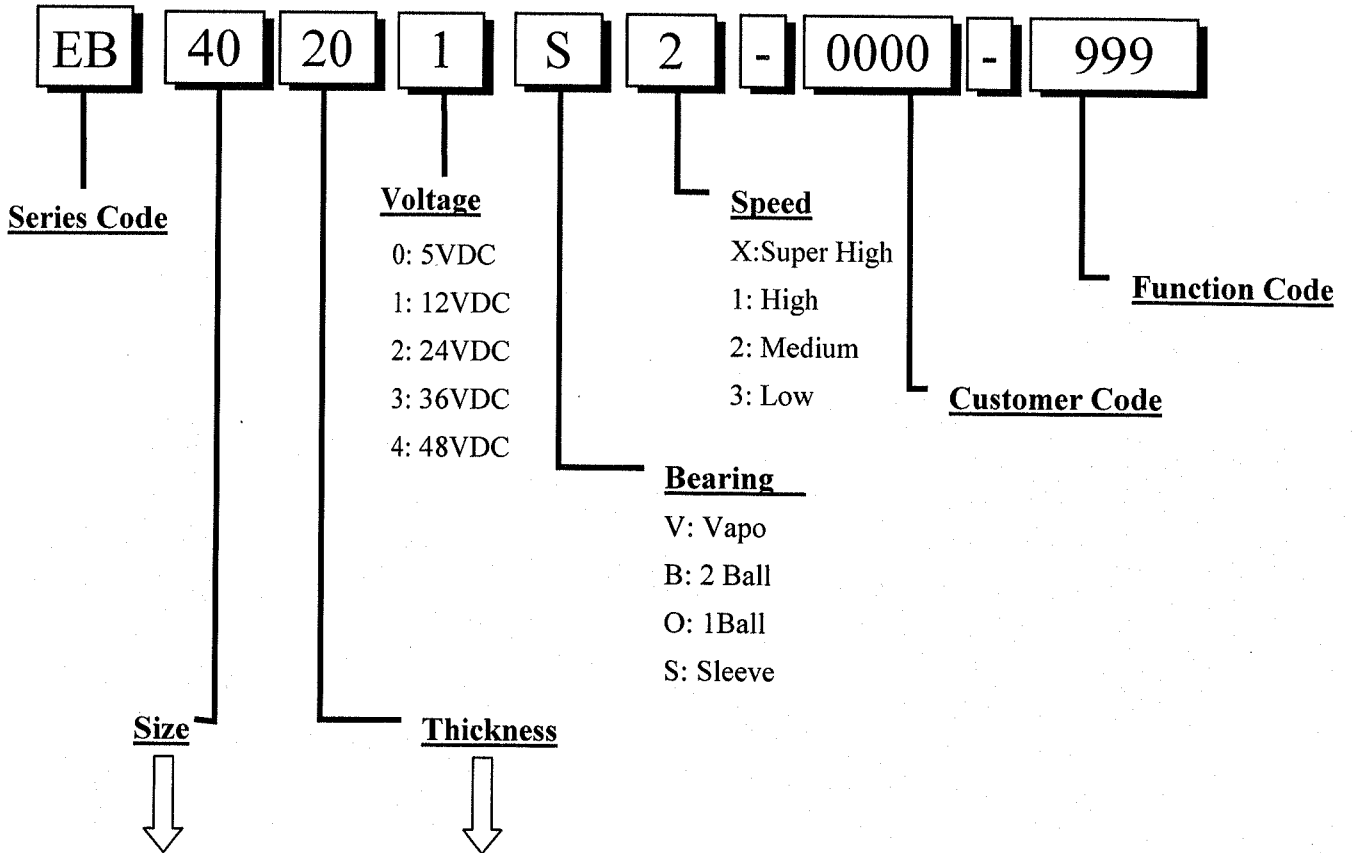 EB 40 20 1 S 2 - 0000 - 999
Series Code
Voltage
0: 5VDC
1: 12VDC
2: 24VDC
3: 36VDC
4: 48VDC
Speed
X:Super High
1: High
2: Medium
3: Low
Function Code
Customer Code
Bearing
V: Vapo
B: 2 Ball
O: 1Ball
S: Sleeve
Size
Thickness